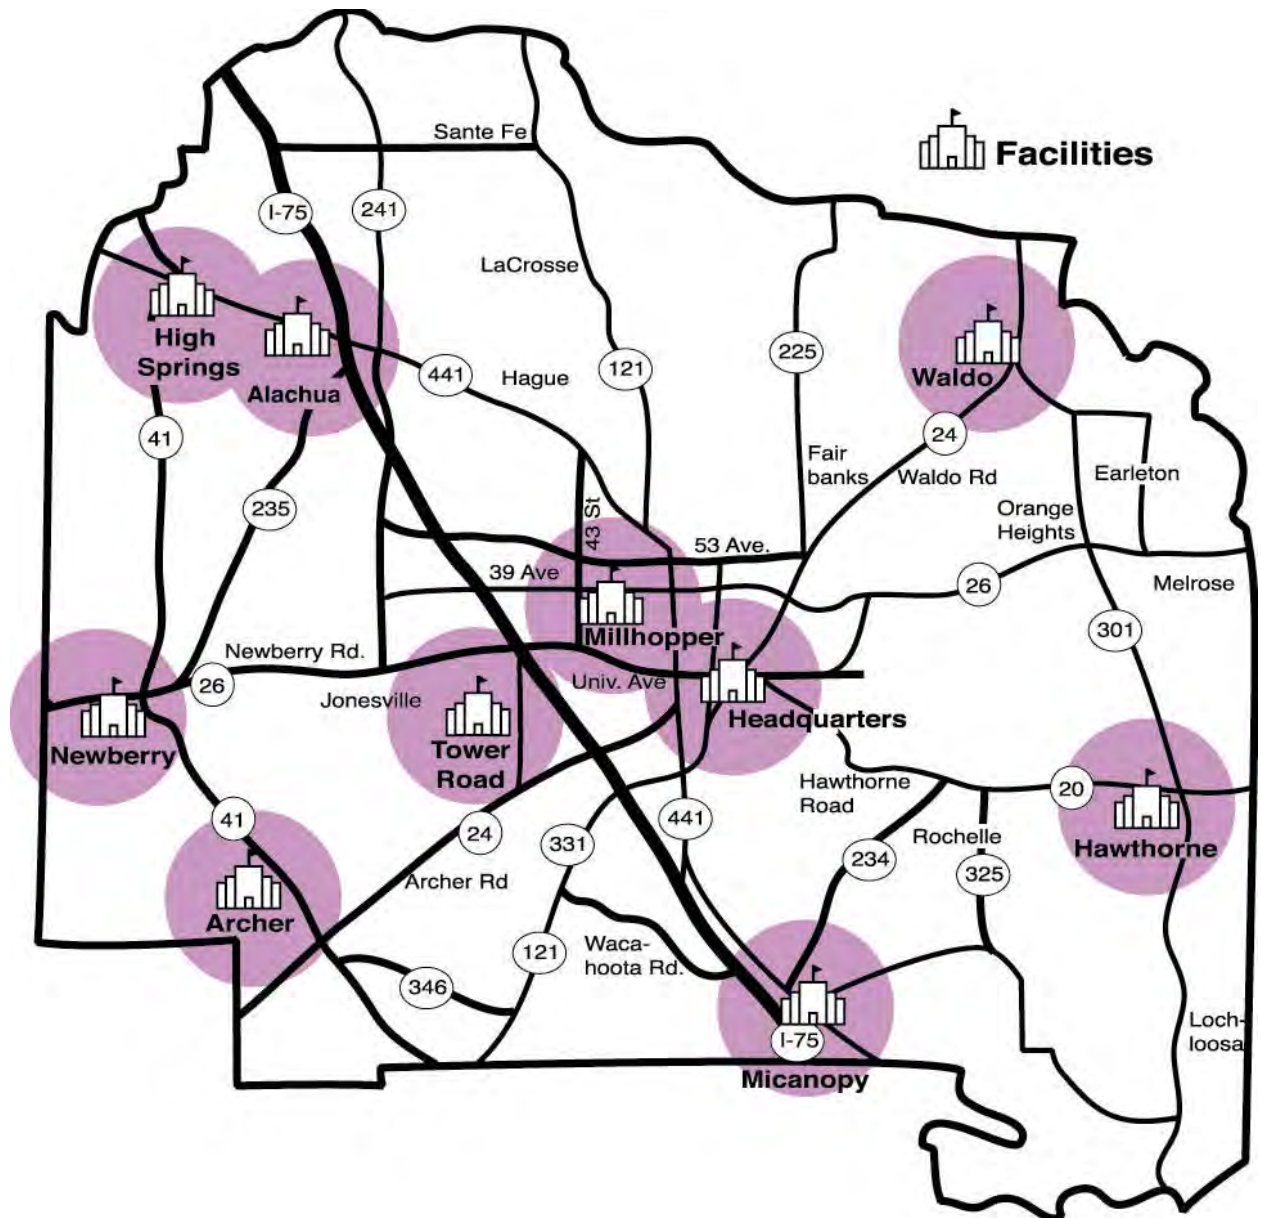 Sante Fe
Facilities
I-75
241
LaCrosse
High
Springs
Alachua
441
Hague
121
225
Waldo
41
24
Fair
banks
Waldo Rd
Earleton
235
43 St
Orange
Heights
53 Ave.
39 Ave
26
Melrose
Millhopper
301
Newberry Rd.
26
Jonesville
Univ. Ave
Headquarters
Newberry
Tower
Road
Hawthorne
Road
20
41
24
331
441
234
Rochelle
325
Hawthorne
Archer Rd
Archer
121
Waca-
hoota Rd.
346
I-75
Loch-
loosa
Micanopy